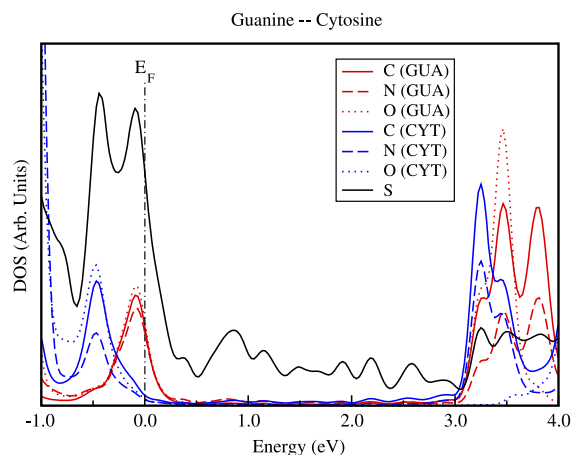 Guanine -- Cytosine
E_F
C (GUA)
N (GUA)
O (GUA)
C (CYT)
N (CYT)
O (CYT)
S
DOS (Arb. Units)
-1.0 0.0 1.0 2.0 3.0 4.0
Energy (eV)